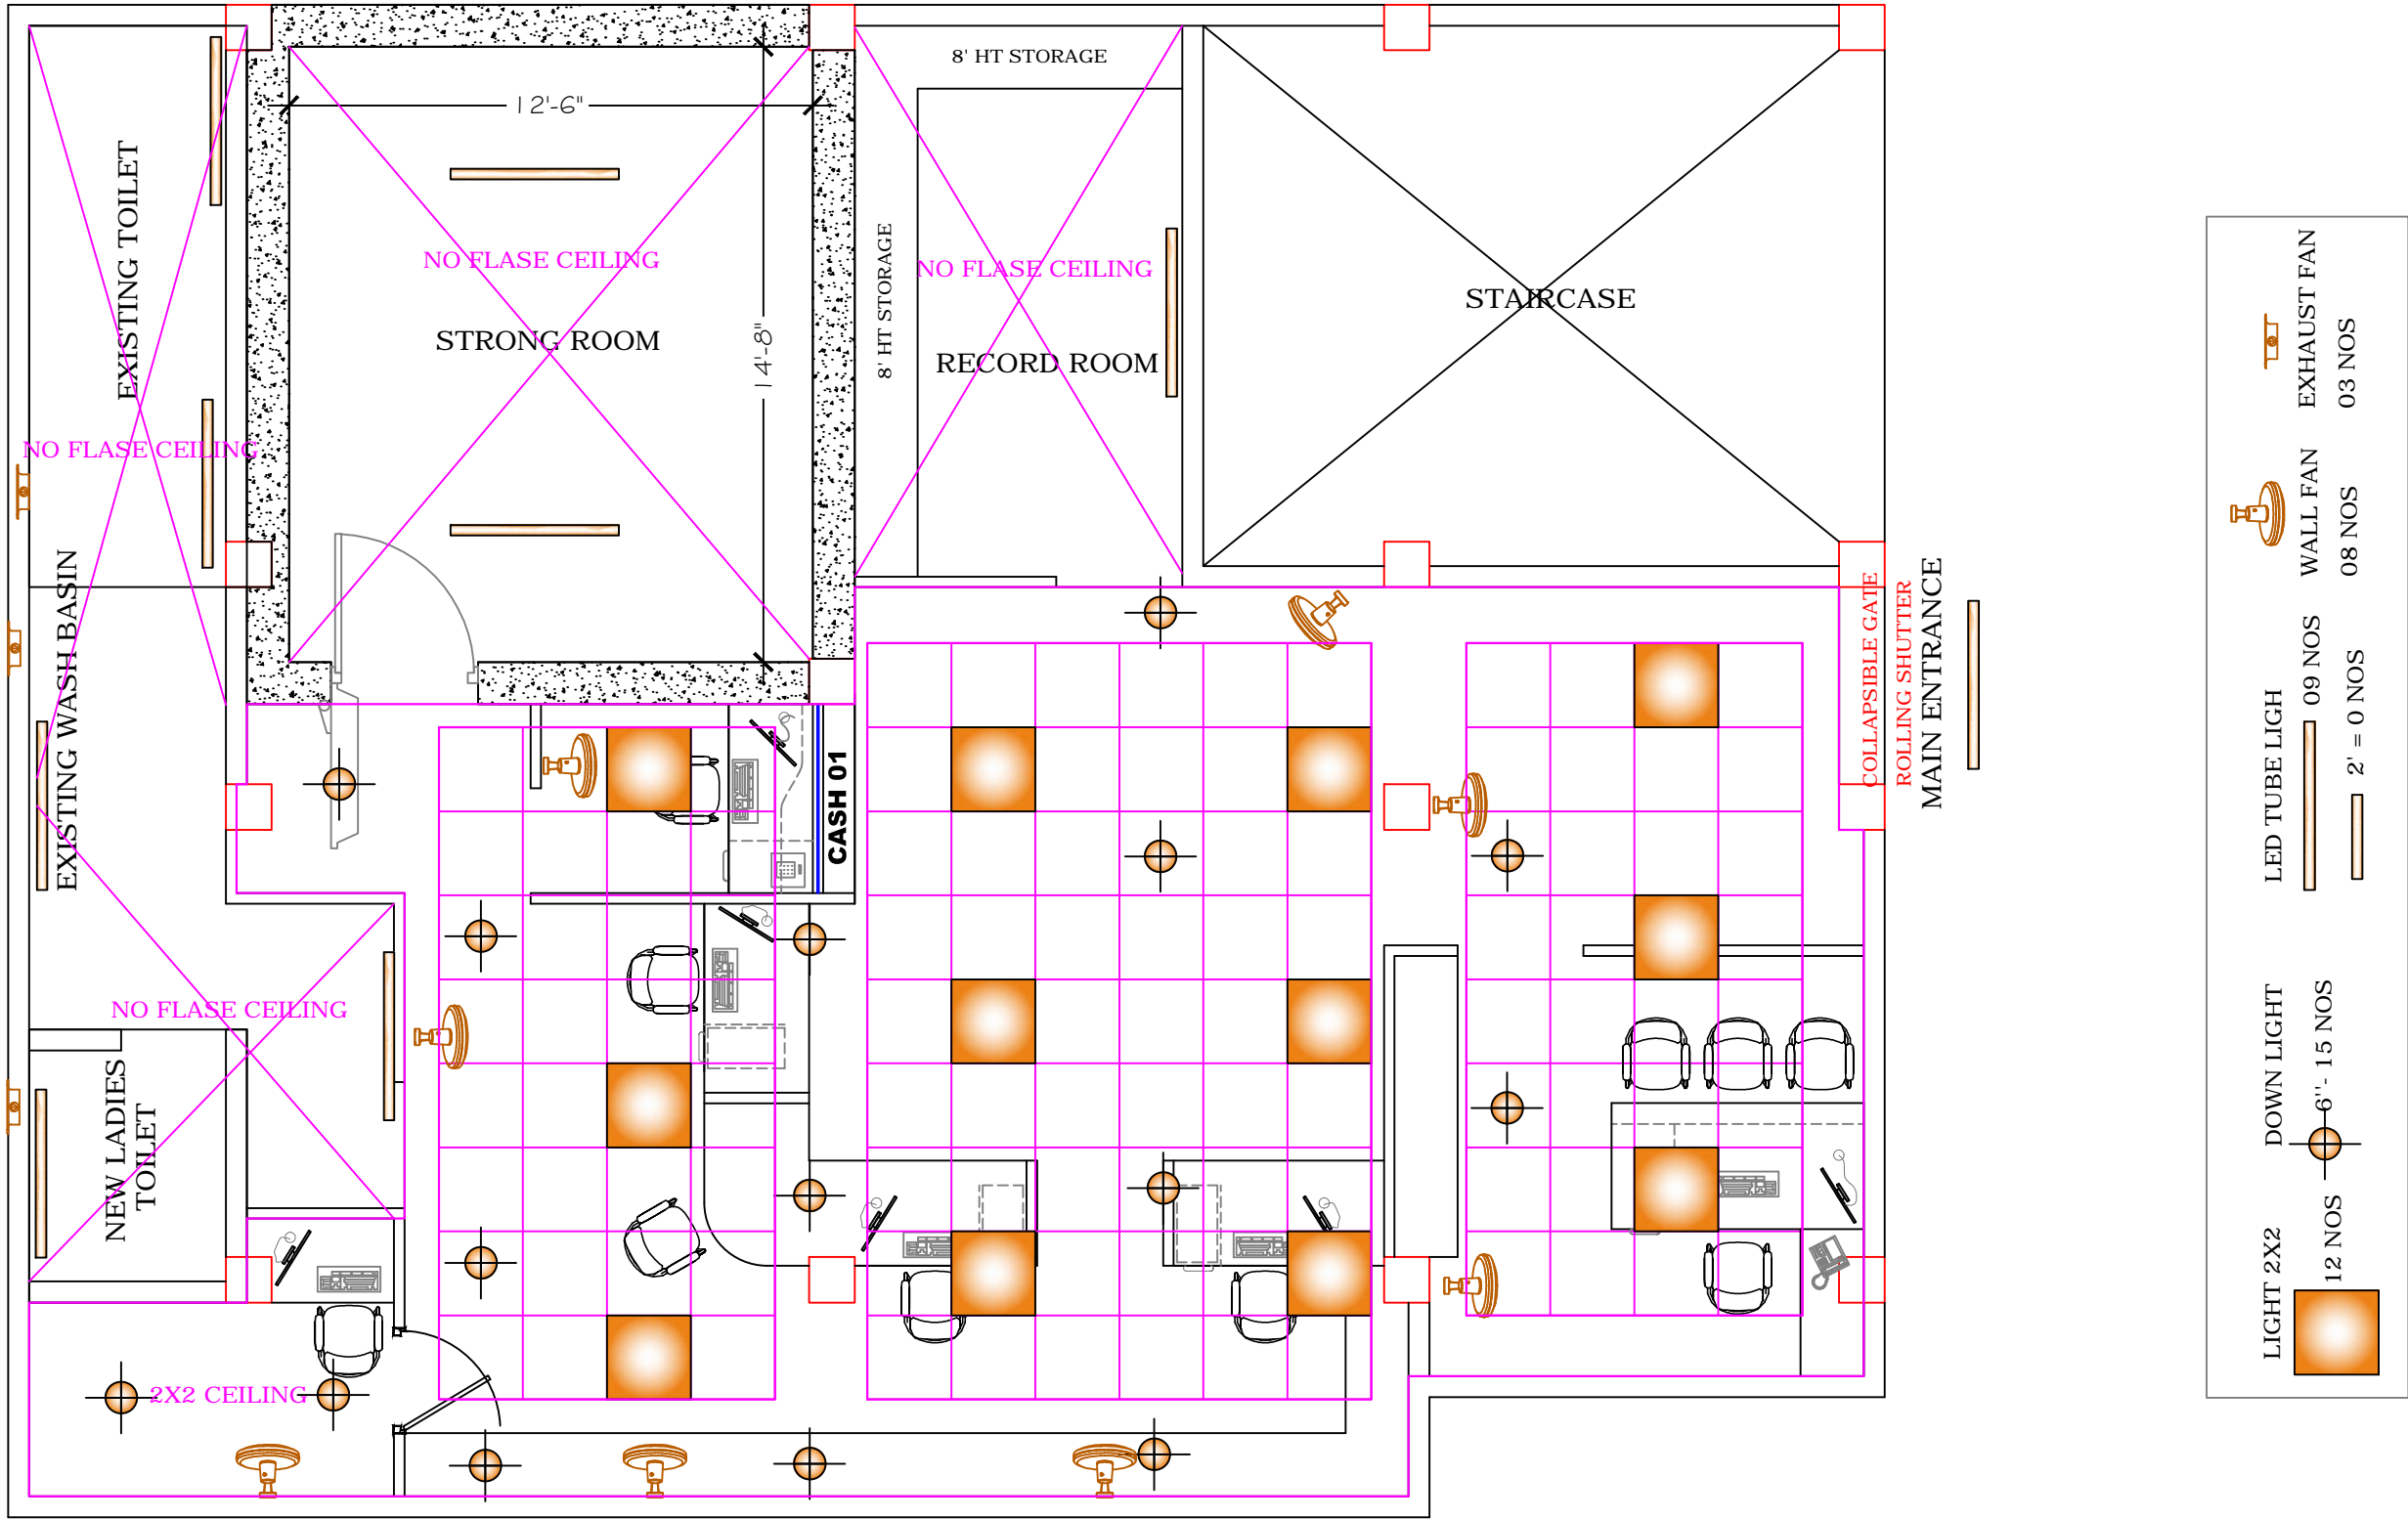 8' HT STORAGE
12'-6"
EXISTING TOILET
NO FLASE CEILING
STRONG ROOM
14'-8"
8' HT STORAGE
NO FLASE CEILING
RECORD ROOM
STAIRCASE
NO FLASE CEILING
EXISTING WASH BASIN
CASH 01
COLLAPSIBLE GATE
ROLLING SHUTTER
MAIN ENTRANCE
NO FLASE CEILING
NEW LADIES
TOILET
2X2 CEILING
LIGHT 2X2
12 NOS
DOWN LIGHT
6''- 15 NOS
LED TUBE LIGH
09 NOS
2' = 0 NOS
WALL FAN
08 NOS
EXHAUST FAN
03 NOS